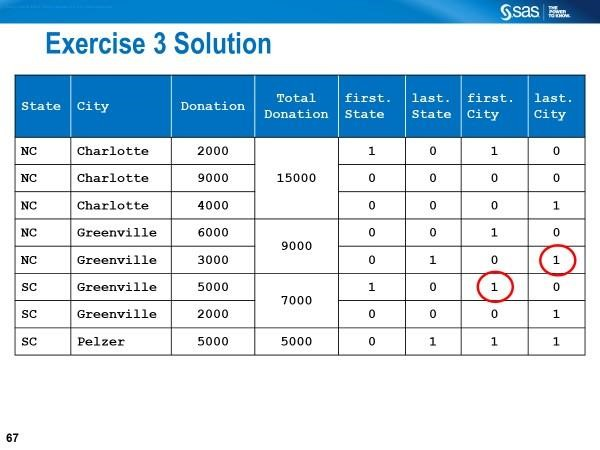 sas THE POWER TO KNOW.
Exercise 3 Solution
State City Donation Total Donation first. State last. State first. City last. City
NC Charlotte 2000 15000 1 0 1 0
NC Charlotte 9000 0 0 0 0
NC Charlotte 4000 0 0 0 1
NC Greenville 6000 9000 0 0 1 0
NC Greenville 3000 0 1 0 1
SC Greenville 5000 7000 1 0 1 0
SC Greenville 2000 0 0 0 1
SC Pelzer 5000 5000 0 1 1 1
67